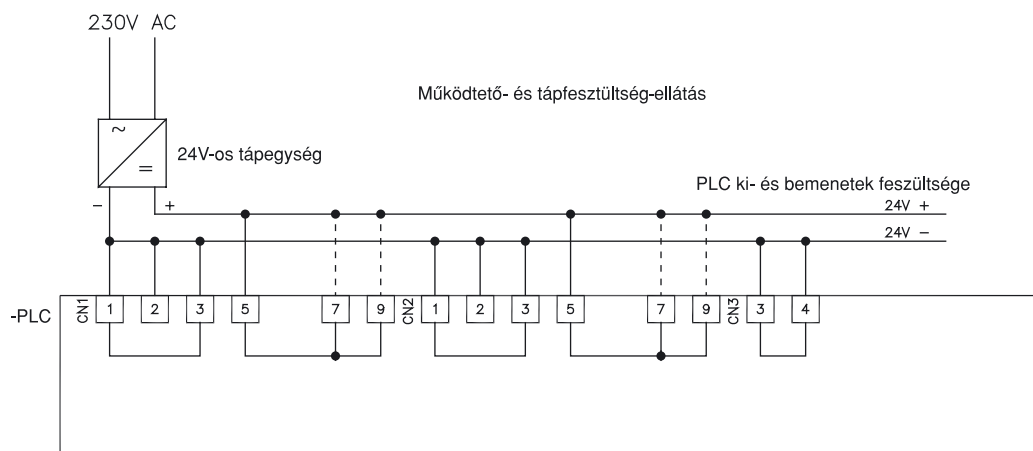 230V AC
Működtető- és tápfesztültség-ellátás
~
=
24V-os tápegység
PLC ki- és bemenetek feszültsége
– +
24V +
24V –
-PLC
CN1 1 2 3 5 7 9 CN2 1 2 3 5 7 9 CN3 3 4